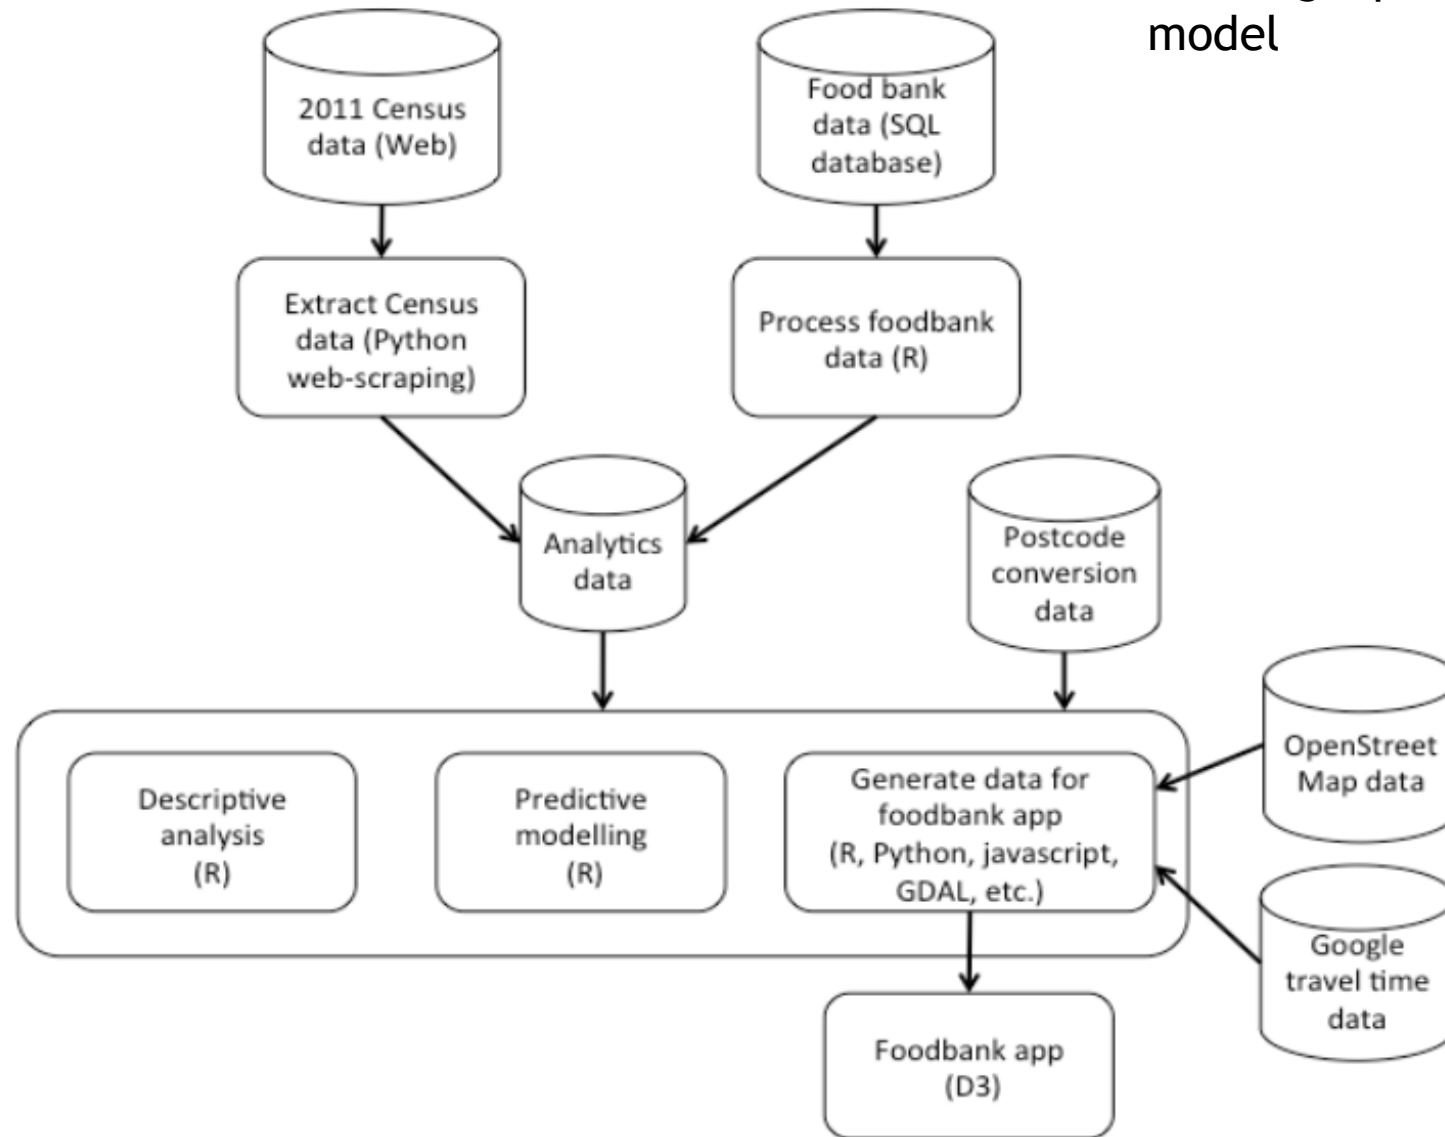 model
2011 Census
data (Web)
Food bank
data (SQL
database)
Extract Census
data (Python
web-scraping)
Process foodbank
data (R)
Analytics
data
Postcode
conversion
data
OpenStreet
Map data
Descriptive
analysis
(R)
Predictive
modelling
(R)
Generate data for
foodbank app
(R, Python, javascript,
GDAL, etc.)
Google
travel time
data
Foodbank app
(D3)